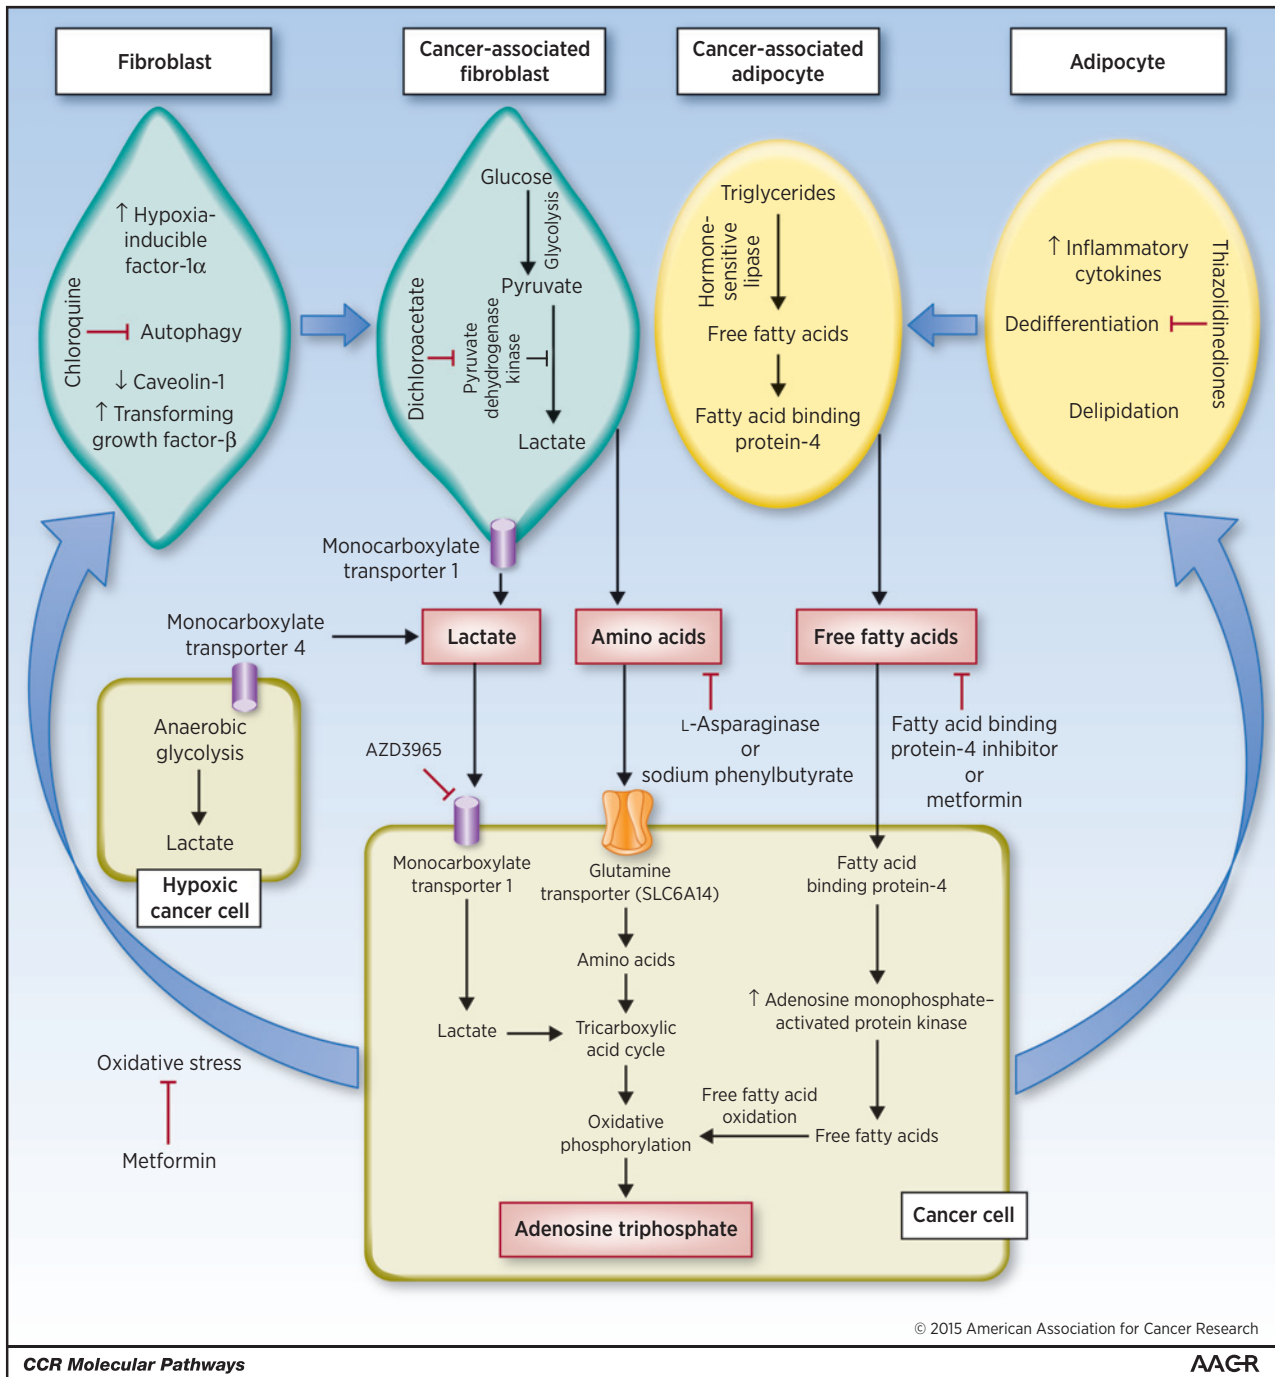 Fibroblast
Cancer-associated
fibroblast
Cancer-associated
adipocyte
Adipocyte
↑ Hypoxia-
inducible
factor-1α
Chloroquine
Autophagy
↓ Caveolin-1
↑ Transforming
growth factor-β
Glucose
Glycolysis
Pyruvate
Dichloroacetate
Pyruvate
dehydrogenase
kinase
Lactate
Triglycerides
Hormone-
sensitive
lipase
Free fatty acids
Fatty acid binding
protein-4
↑ Inflammatory
cytokines
Dedifferentiation
Thiazolidinediones
Delipidation
Monocarboxylate
transporter 1
Monocarboxylate
transporter 4
Lactate
Amino acids
Free fatty acids
Anaerobic
glycolysis
Lactate
Hypoxic
cancer cell
AZD3965
L-Asparaginase
or
sodium phenylbutyrate
Fatty acid binding
protein-4 inhibitor
or
metformin
Monocarboxylate
transporter 1
Glutamine
transporter (SLC6A14)
Fatty acid
binding protein-4
Amino acids
↑ Adenosine monophosphate–
activated protein kinase
Lactate
Tricarboxylic
acid cycle
Oxidative stress
Metformin
Free fatty acid
oxidation
Oxidative
phosphorylation
Free fatty acids
Adenosine triphosphate
Cancer cell
© 2015 American Association for Cancer Research
CCR Molecular Pathways
AACR